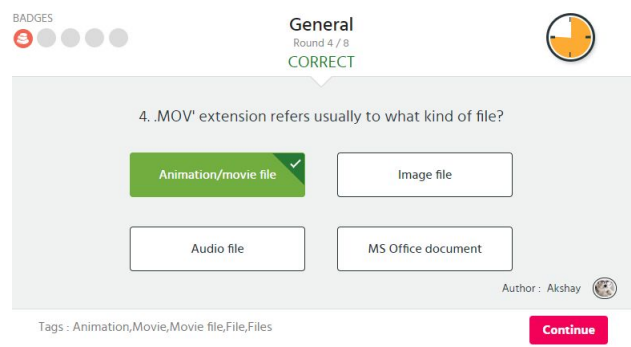 BADGES
General
Round 4 / 8
CORRECT
4. .MOV' extension refers usually to what kind of file?
Animation/movie file
Image file
Audio file
MS Office document
Author : Akshay
Tags : Animation,Movie,Movie file,File,Files
Continue